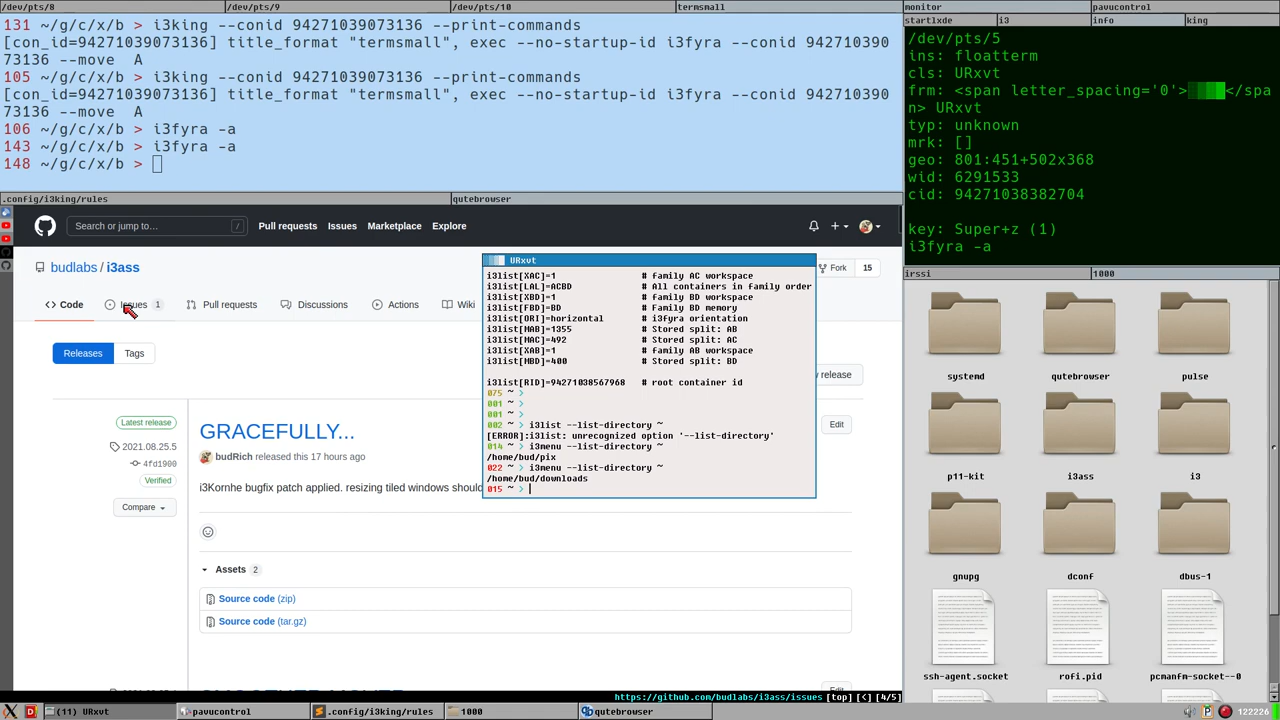 /dev/pts/8
/dev/pts/9
/dev/pts/10
termsmall
monitor
pavucontrol
startlxde
i3
info
king
131 ~/g/c/x/b > i3king --conid 94271039073136 --print-commands
[con_id=94271039073136] title_format "termsmall", exec --no-startup-id i3fyra --conid 942710390
73136 --move  A
105 ~/g/c/x/b > i3king --conid 94271039073136 --print-commands
[con_id=94271039073136] title_format "termsmall", exec --no-startup-id i3fyra --conid 942710390
73136 --move  A
106 ~/g/c/x/b > i3fyra -a
143 ~/g/c/x/b > i3fyra -a
148 ~/g/c/x/b >
/dev/pts/5
ins: floatterm
cls: URxvt
frm: <span letter_spacing='0'></spa
n> URxvt
typ: unknown
mrk: []
geo: 801:451+502x368
wid: 6291533
cid: 94271038382704
key: Super+z (1)
i3fyra -a
.config/i3king/rules
qutebrowser
Search or jump to…
/
Pull requests
Issues
Marketplace
Explore
budlabs / i3ass
Fork
15
Code
Issues
1
Pull requests
Discussions
Actions
Wiki
Releases
Tags
release
Latest release
2021.08.25.5
4fd1900
Verified
Compare
GRACEFULLY...
Edit
budRich released this 17 hours ago
i3Kornhe bugfix patch applied. resizing tiled windows shoul
Assets 2
Source code (zip)
Source code (tar.gz)
Edit
URxvt
i3list[XAC]=1 # family AC workspace
i3list[LAL]=ACBD # All containers in family order
i3list[XBD]=1 # family BD workspace
i3list[FBD]=BD # family BD memory
i3list[ORI]=horizontal # i3fyra orientation
i3list[MAB]=1355 # Stored split: AB
i3list[MAC]=492 # Stored split: AC
i3list[XAB]=1 # family AB workspace
i3list[MBD]=400 # Stored split: BD
i3list[RID]=94271038567968 # root container id
075 ~ >
001 ~ >
001 ~ >
002 ~ > i3list --list-directory ~
[ERROR]:i3list: unrecognized option '--list-directory'
014 ~ > i3menu --list-directory ~
/home/bud/pix
022 ~ > i3menu --list-directory ~
/home/bud/downloads
015 ~ >
irssi
1000
systemd
qutebrowser
pulse
p11-kit
i3ass
i3
gnupg
dconf
dbus-1
ssh-agent.socket
rofi.pid
pcmanfm-socket--0
https://github.com/budlabs/i3ass/issues [top] [<] [4/5]
(11) URxvt
pavucontrol
.config/i3king/rules
1000
qutebrowser
122226